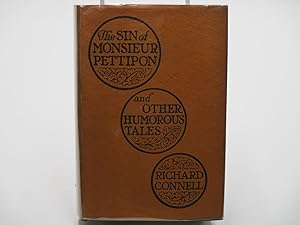 The SIN of
MONSIEUR
PETTIPON
and
OTHER
HUMOROUS
TALES
RICHARD
CONNELL